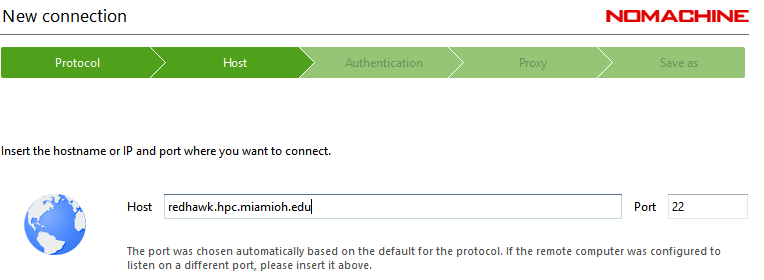 New connection
NOMACHINE
Protocol
Host
Authentication
Proxy
Save as
Insert the hostname or IP and port where you want to connect.
Host redhawk.hpc.miamioh.edu Port 22
The port was chosen automatically based on the default for the protocol. If the remote computer was configured to
listen on a different port, please insert it above.